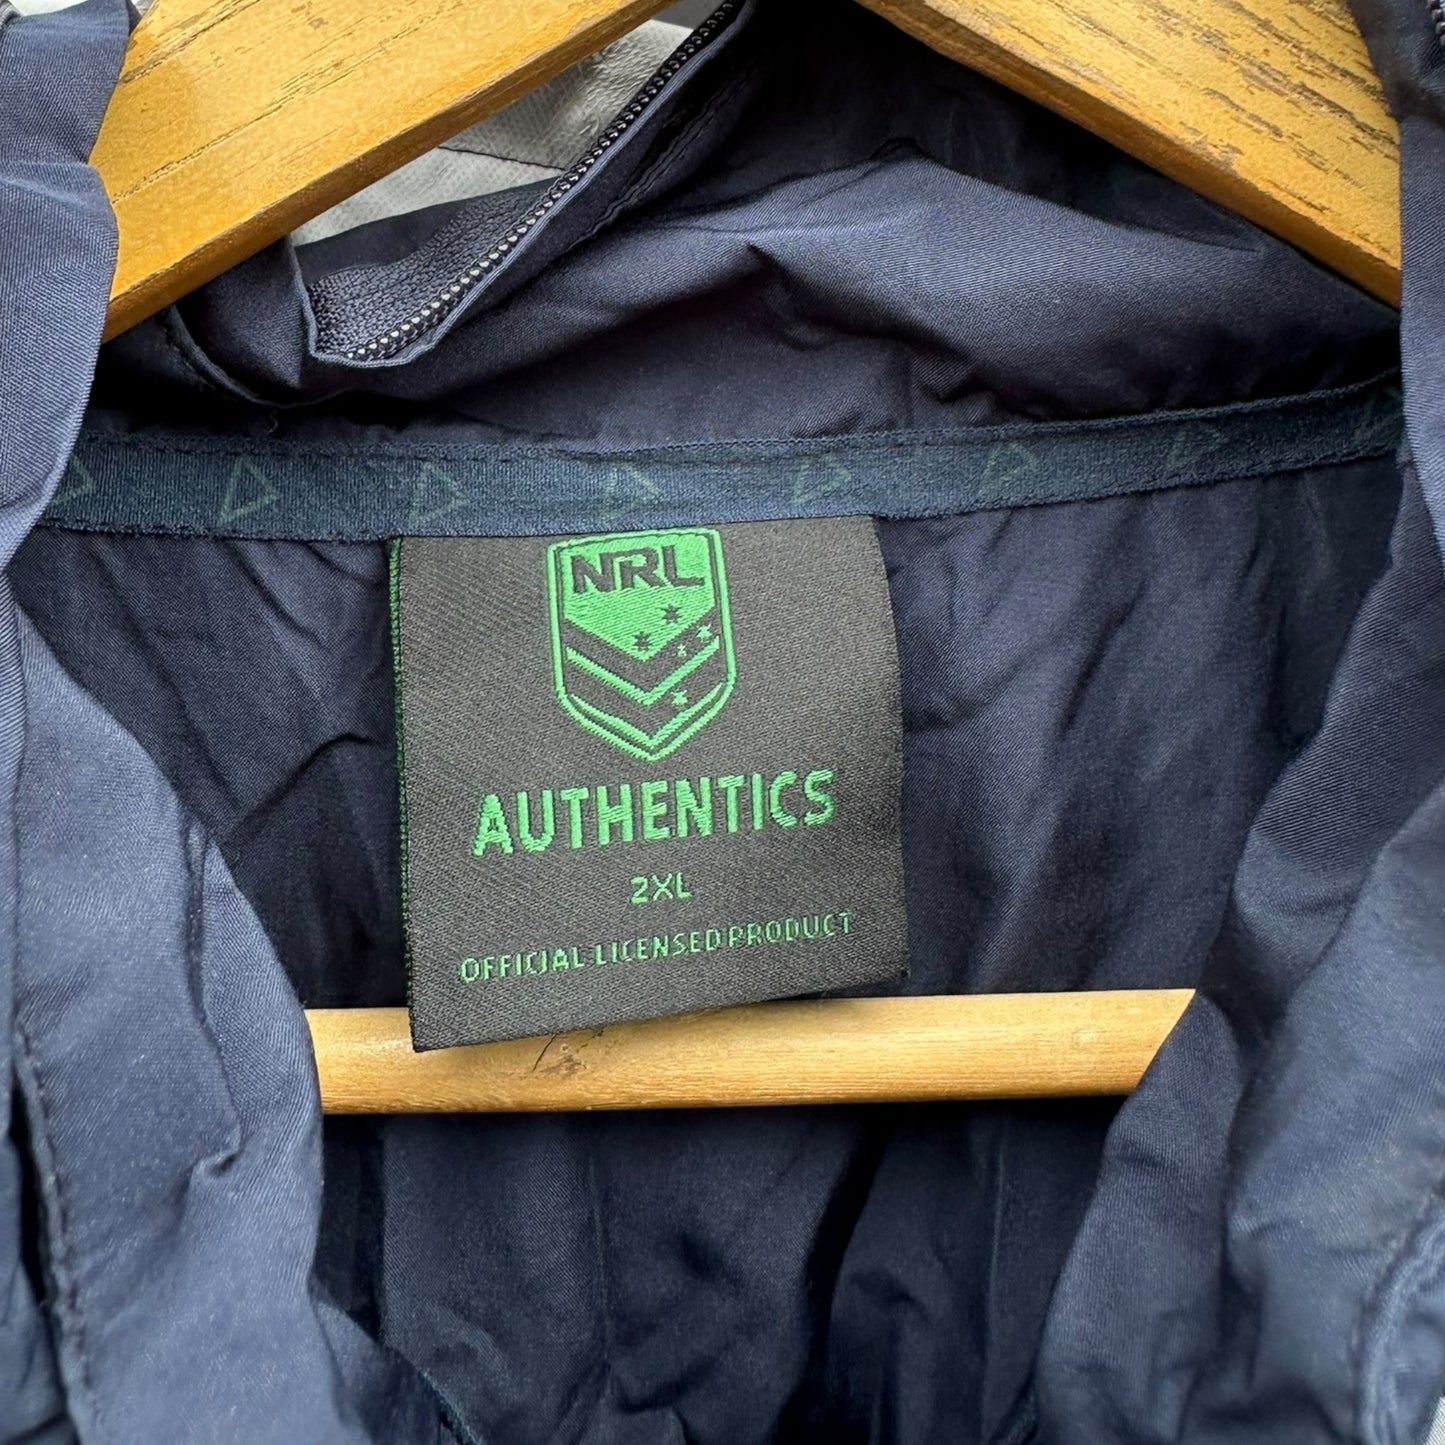 NRL
AUTHENTICS
2XL
OFFICIAL LICENSED PRODUCT